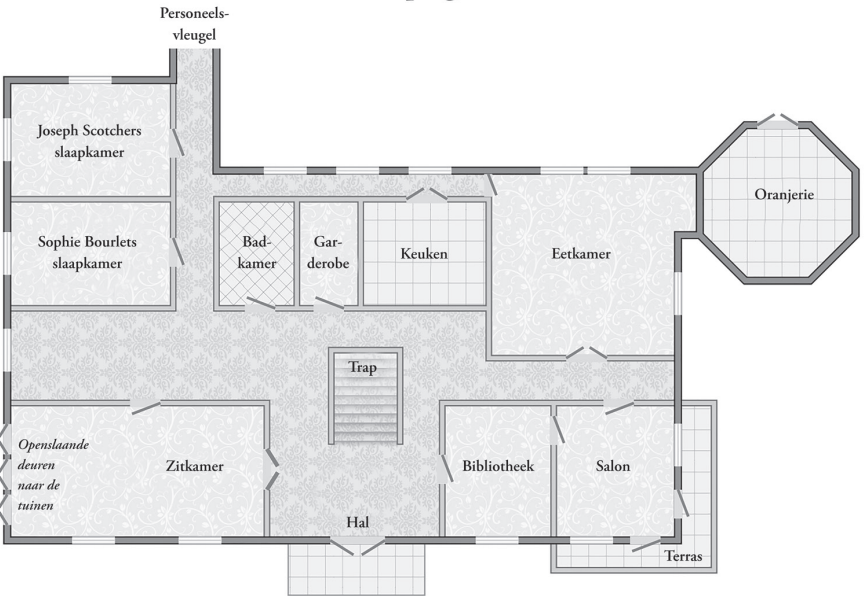 Personeels-
vleugel
Joseph Scotchers
slaapkamer
Oranjerie
Sophie Bourlets
slaapkamer
Bad-
kamer
Gar-
derobe
Keuken
Eetkamer
Trap
Openslaande
deuren
naar de
tuinen
Zitkamer
Bibliotheek
Salon
Hal
Terras